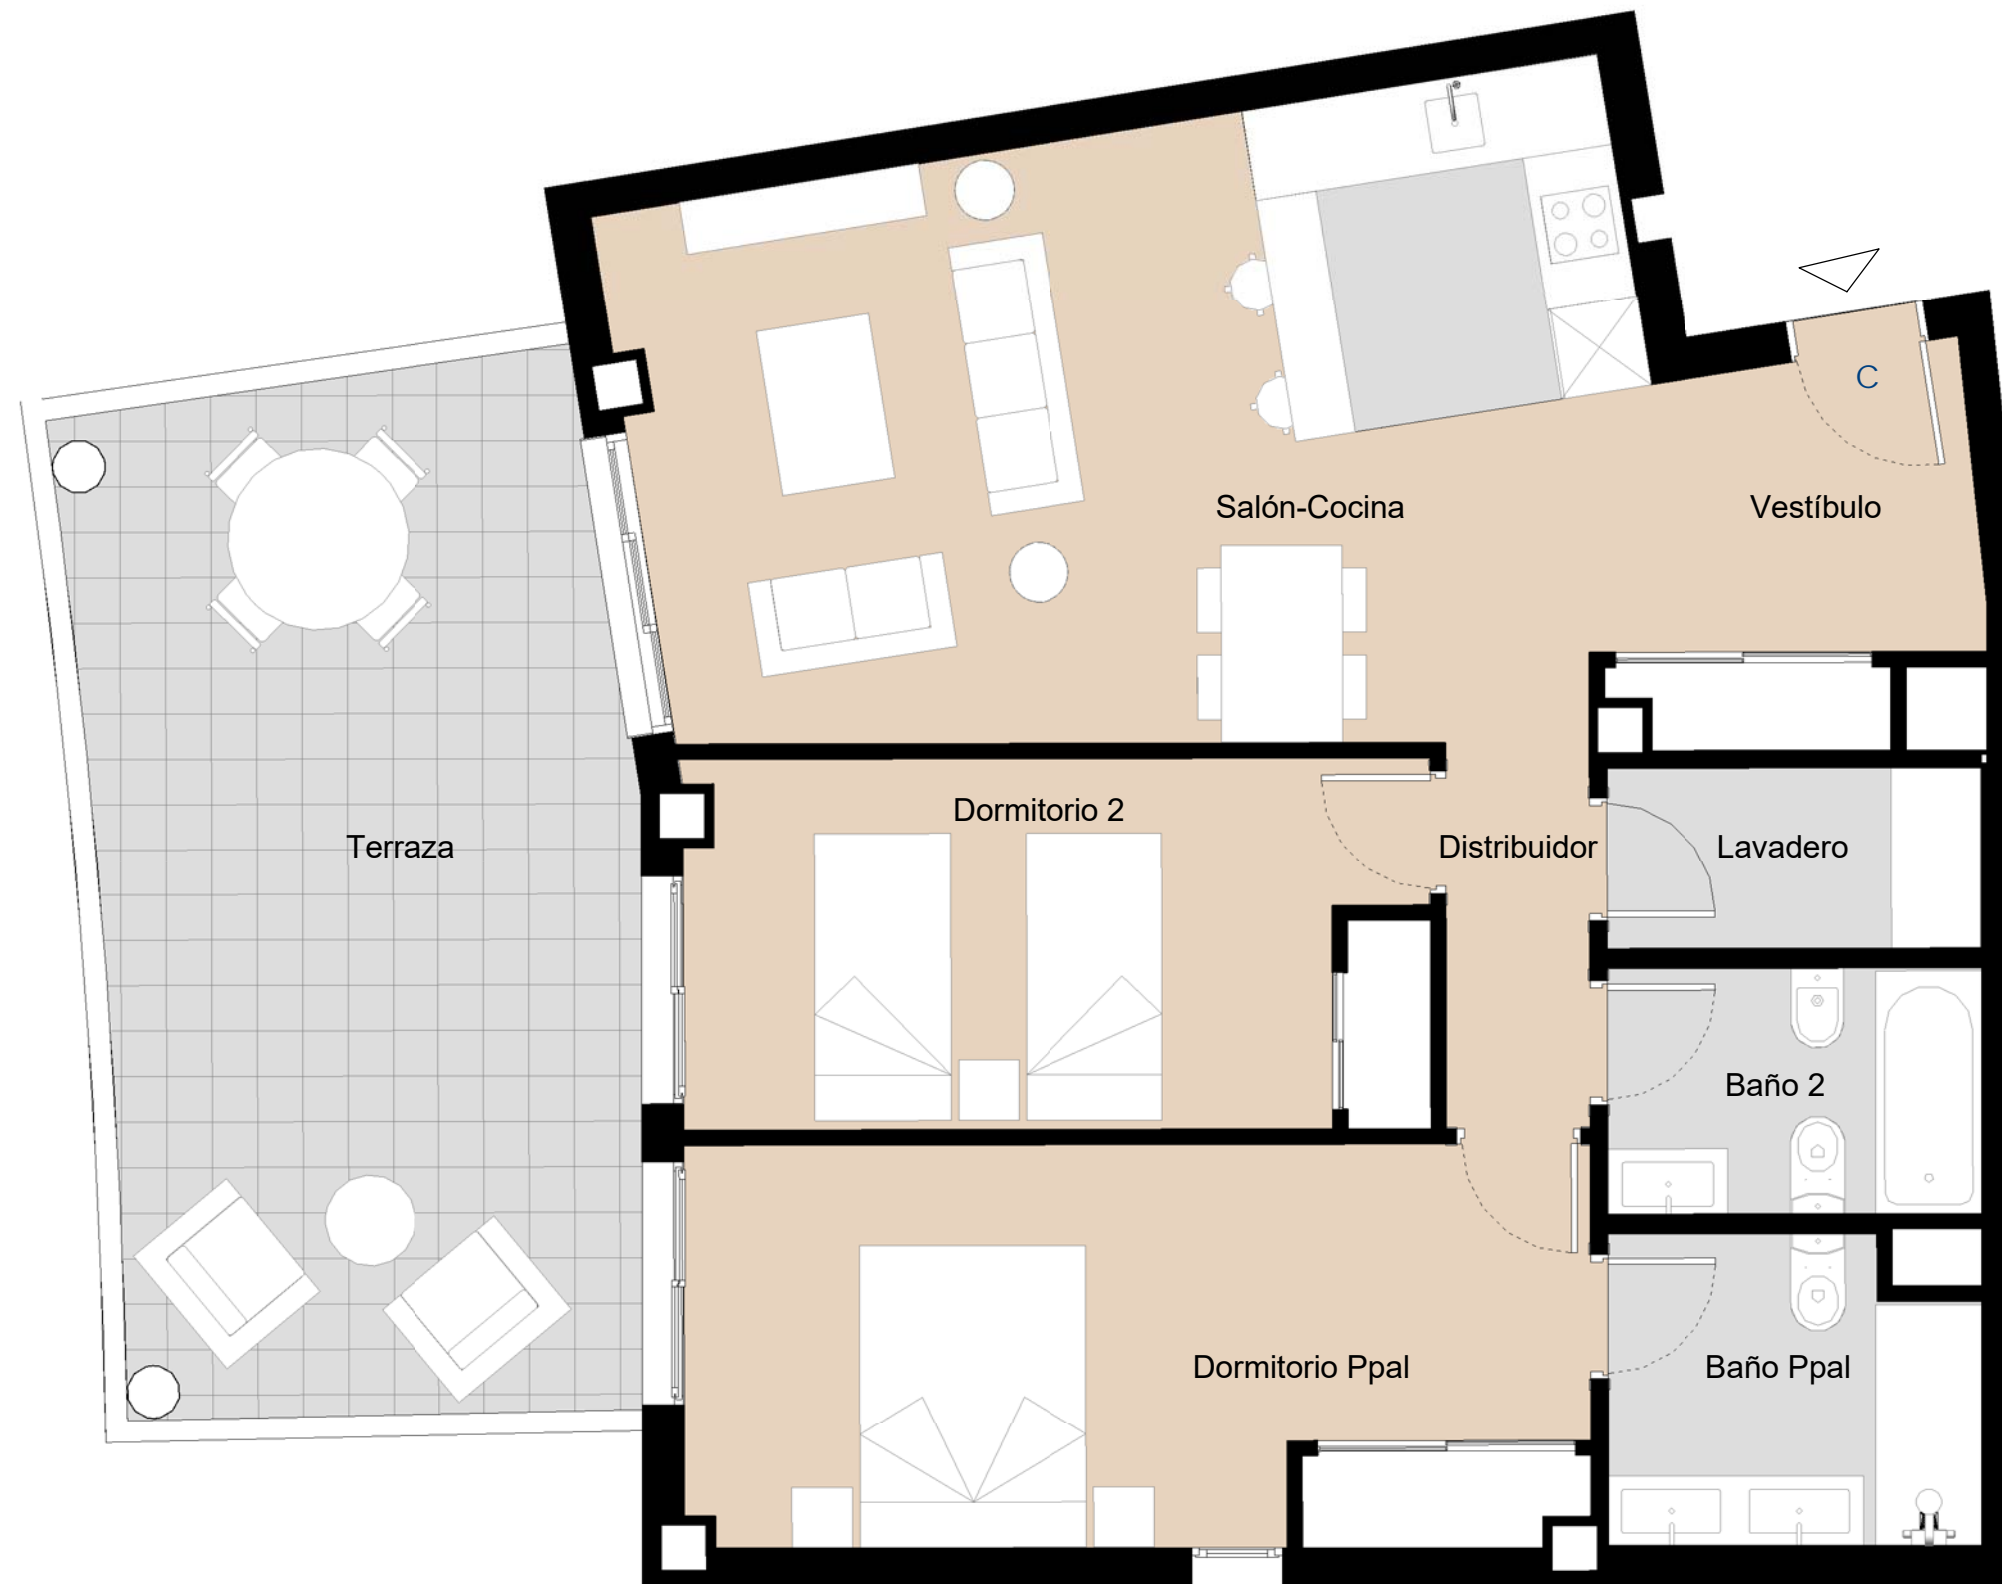 C
Salón-Cocina
Vestíbulo
Dormitorio 2
Terraza
Distribuidor
Lavadero
Baño 2
Dormitorio Ppal
Baño Ppal